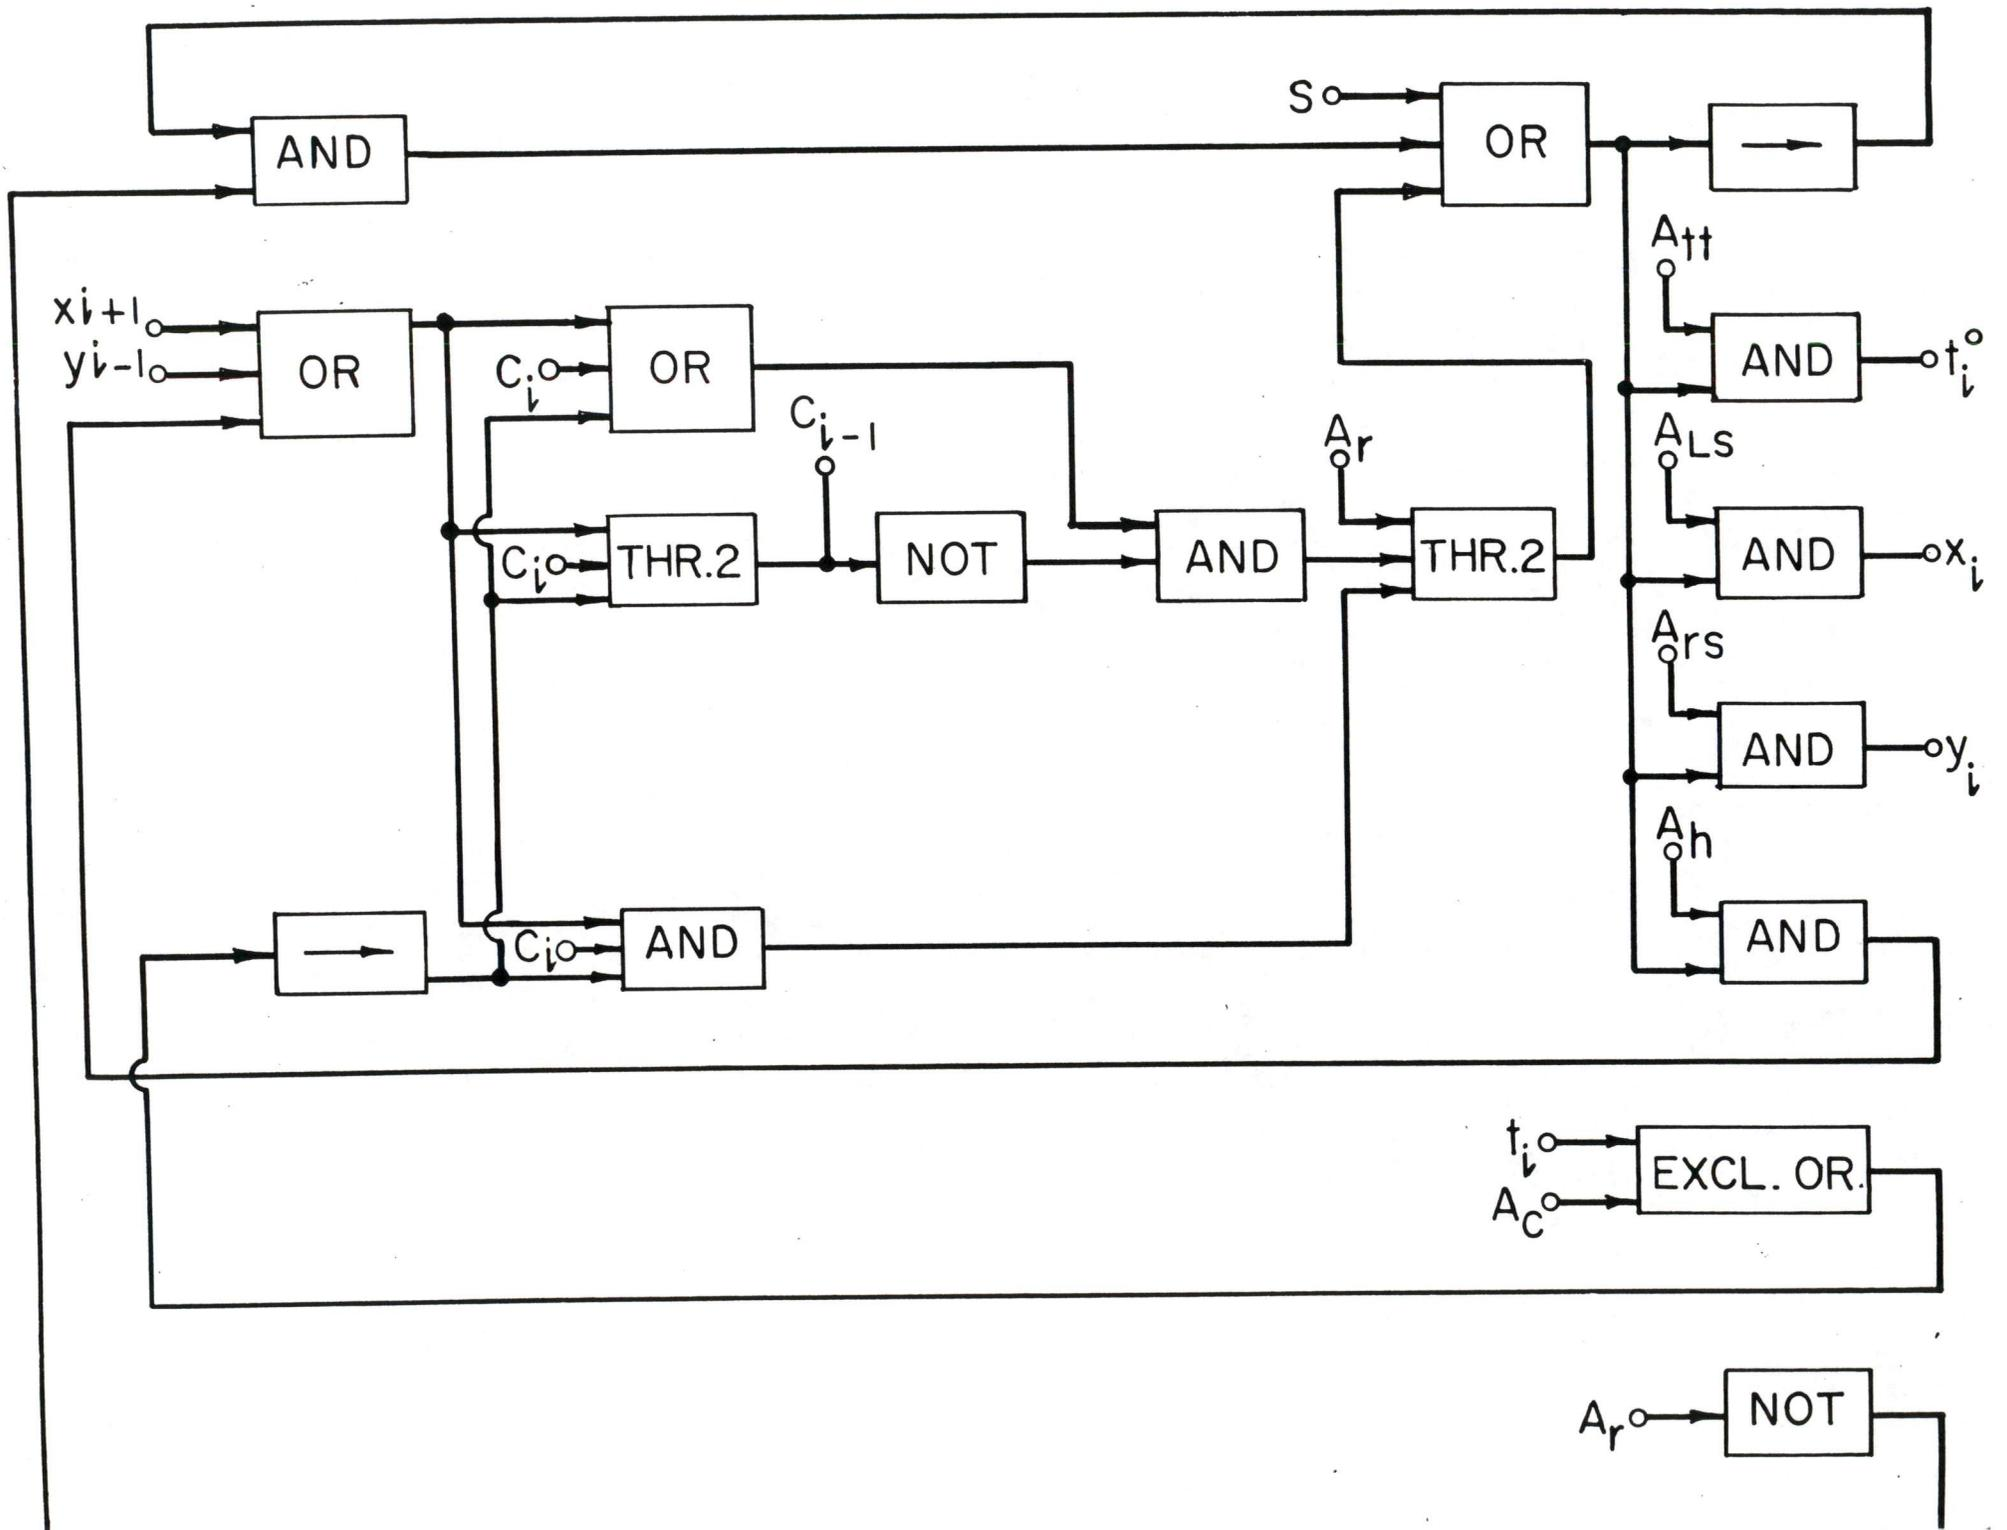 S
AND
OR
Att
xi+1
yi-1
OR
Ci
OR
AND
ti°
Ci-1
Ar
ALS
Ci
THR.2
NOT
AND
THR.2
AND
xi
Ars
AND
yi
Ah
Ci
AND
AND
ti
Ac
EXCL. OR.
Ar
NOT